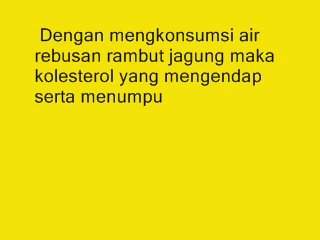 Dengan mengkonsumsi air
rebusan rambut jagung maka
kolesterol yang mengendap
serta menumpu